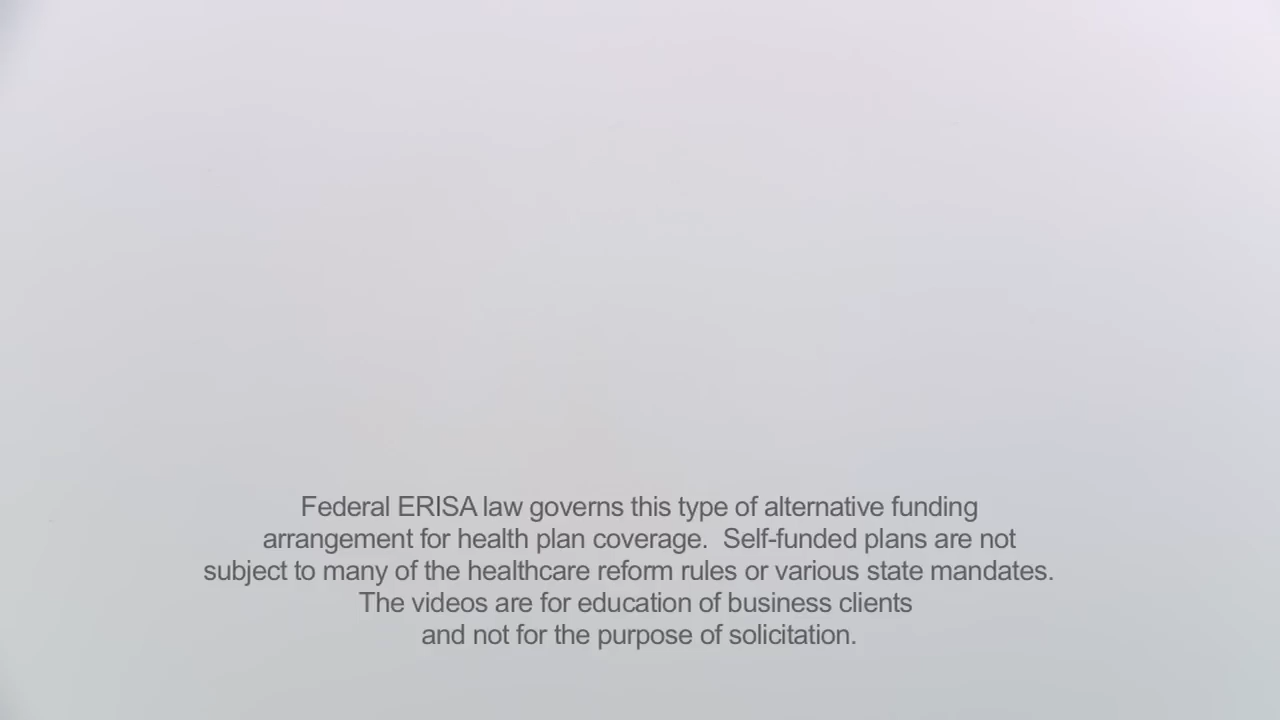 Federal ERISA law governs this type of alternative funding
arrangement for health plan coverage.  Self-funded plans are not
subject to many of the healthcare reform rules or various state mandates.
The videos are for education of business clients
and not for the purpose of solicitation.